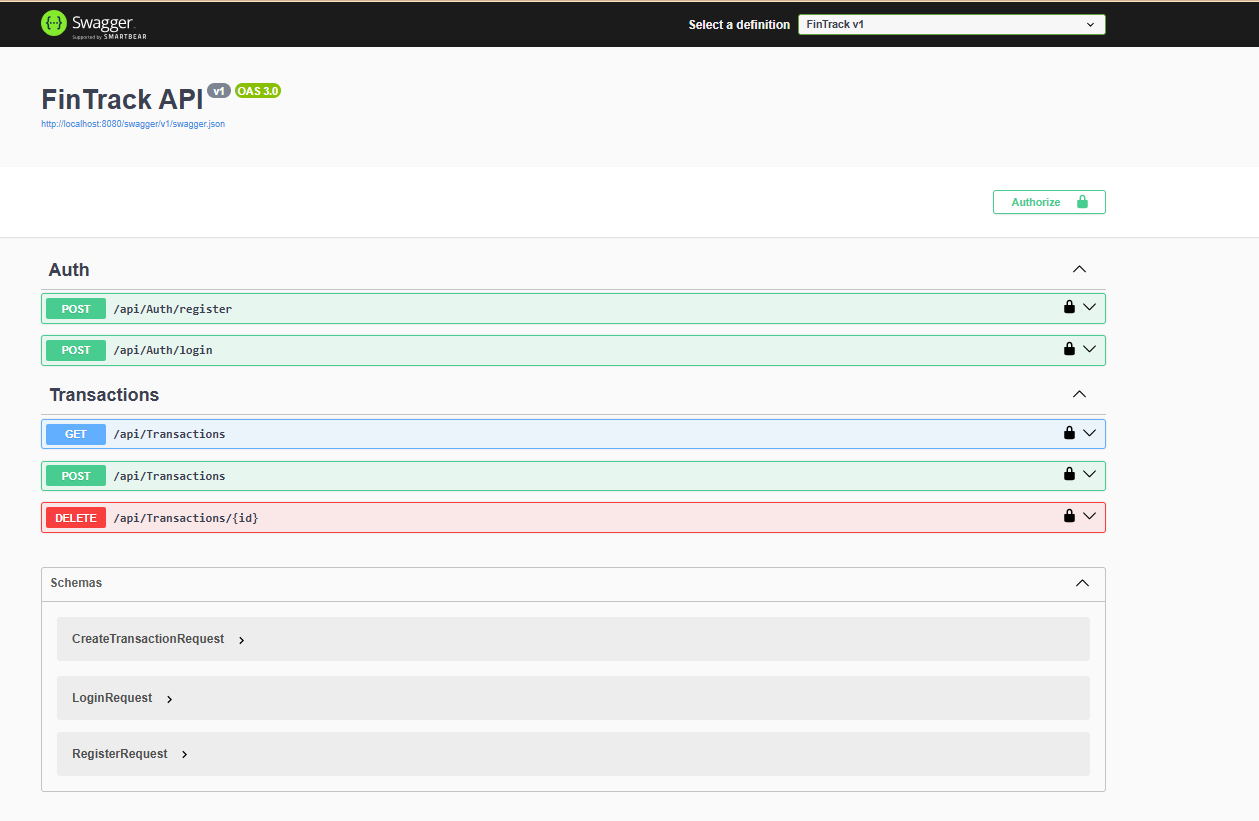 Swagger.
Supported by SMARTBEAR
Select a definition
FinTrack v1
FinTrack API v1 OAS 3.0
http://localhost:8080/swagger/v1/swagger.json
Authorize
Auth
POST /api/Auth/register
POST /api/Auth/login
Transactions
GET /api/Transactions
POST /api/Transactions
DELETE /api/Transactions/{id}
Schemas
CreateTransactionRequest
LoginRequest
RegisterRequest